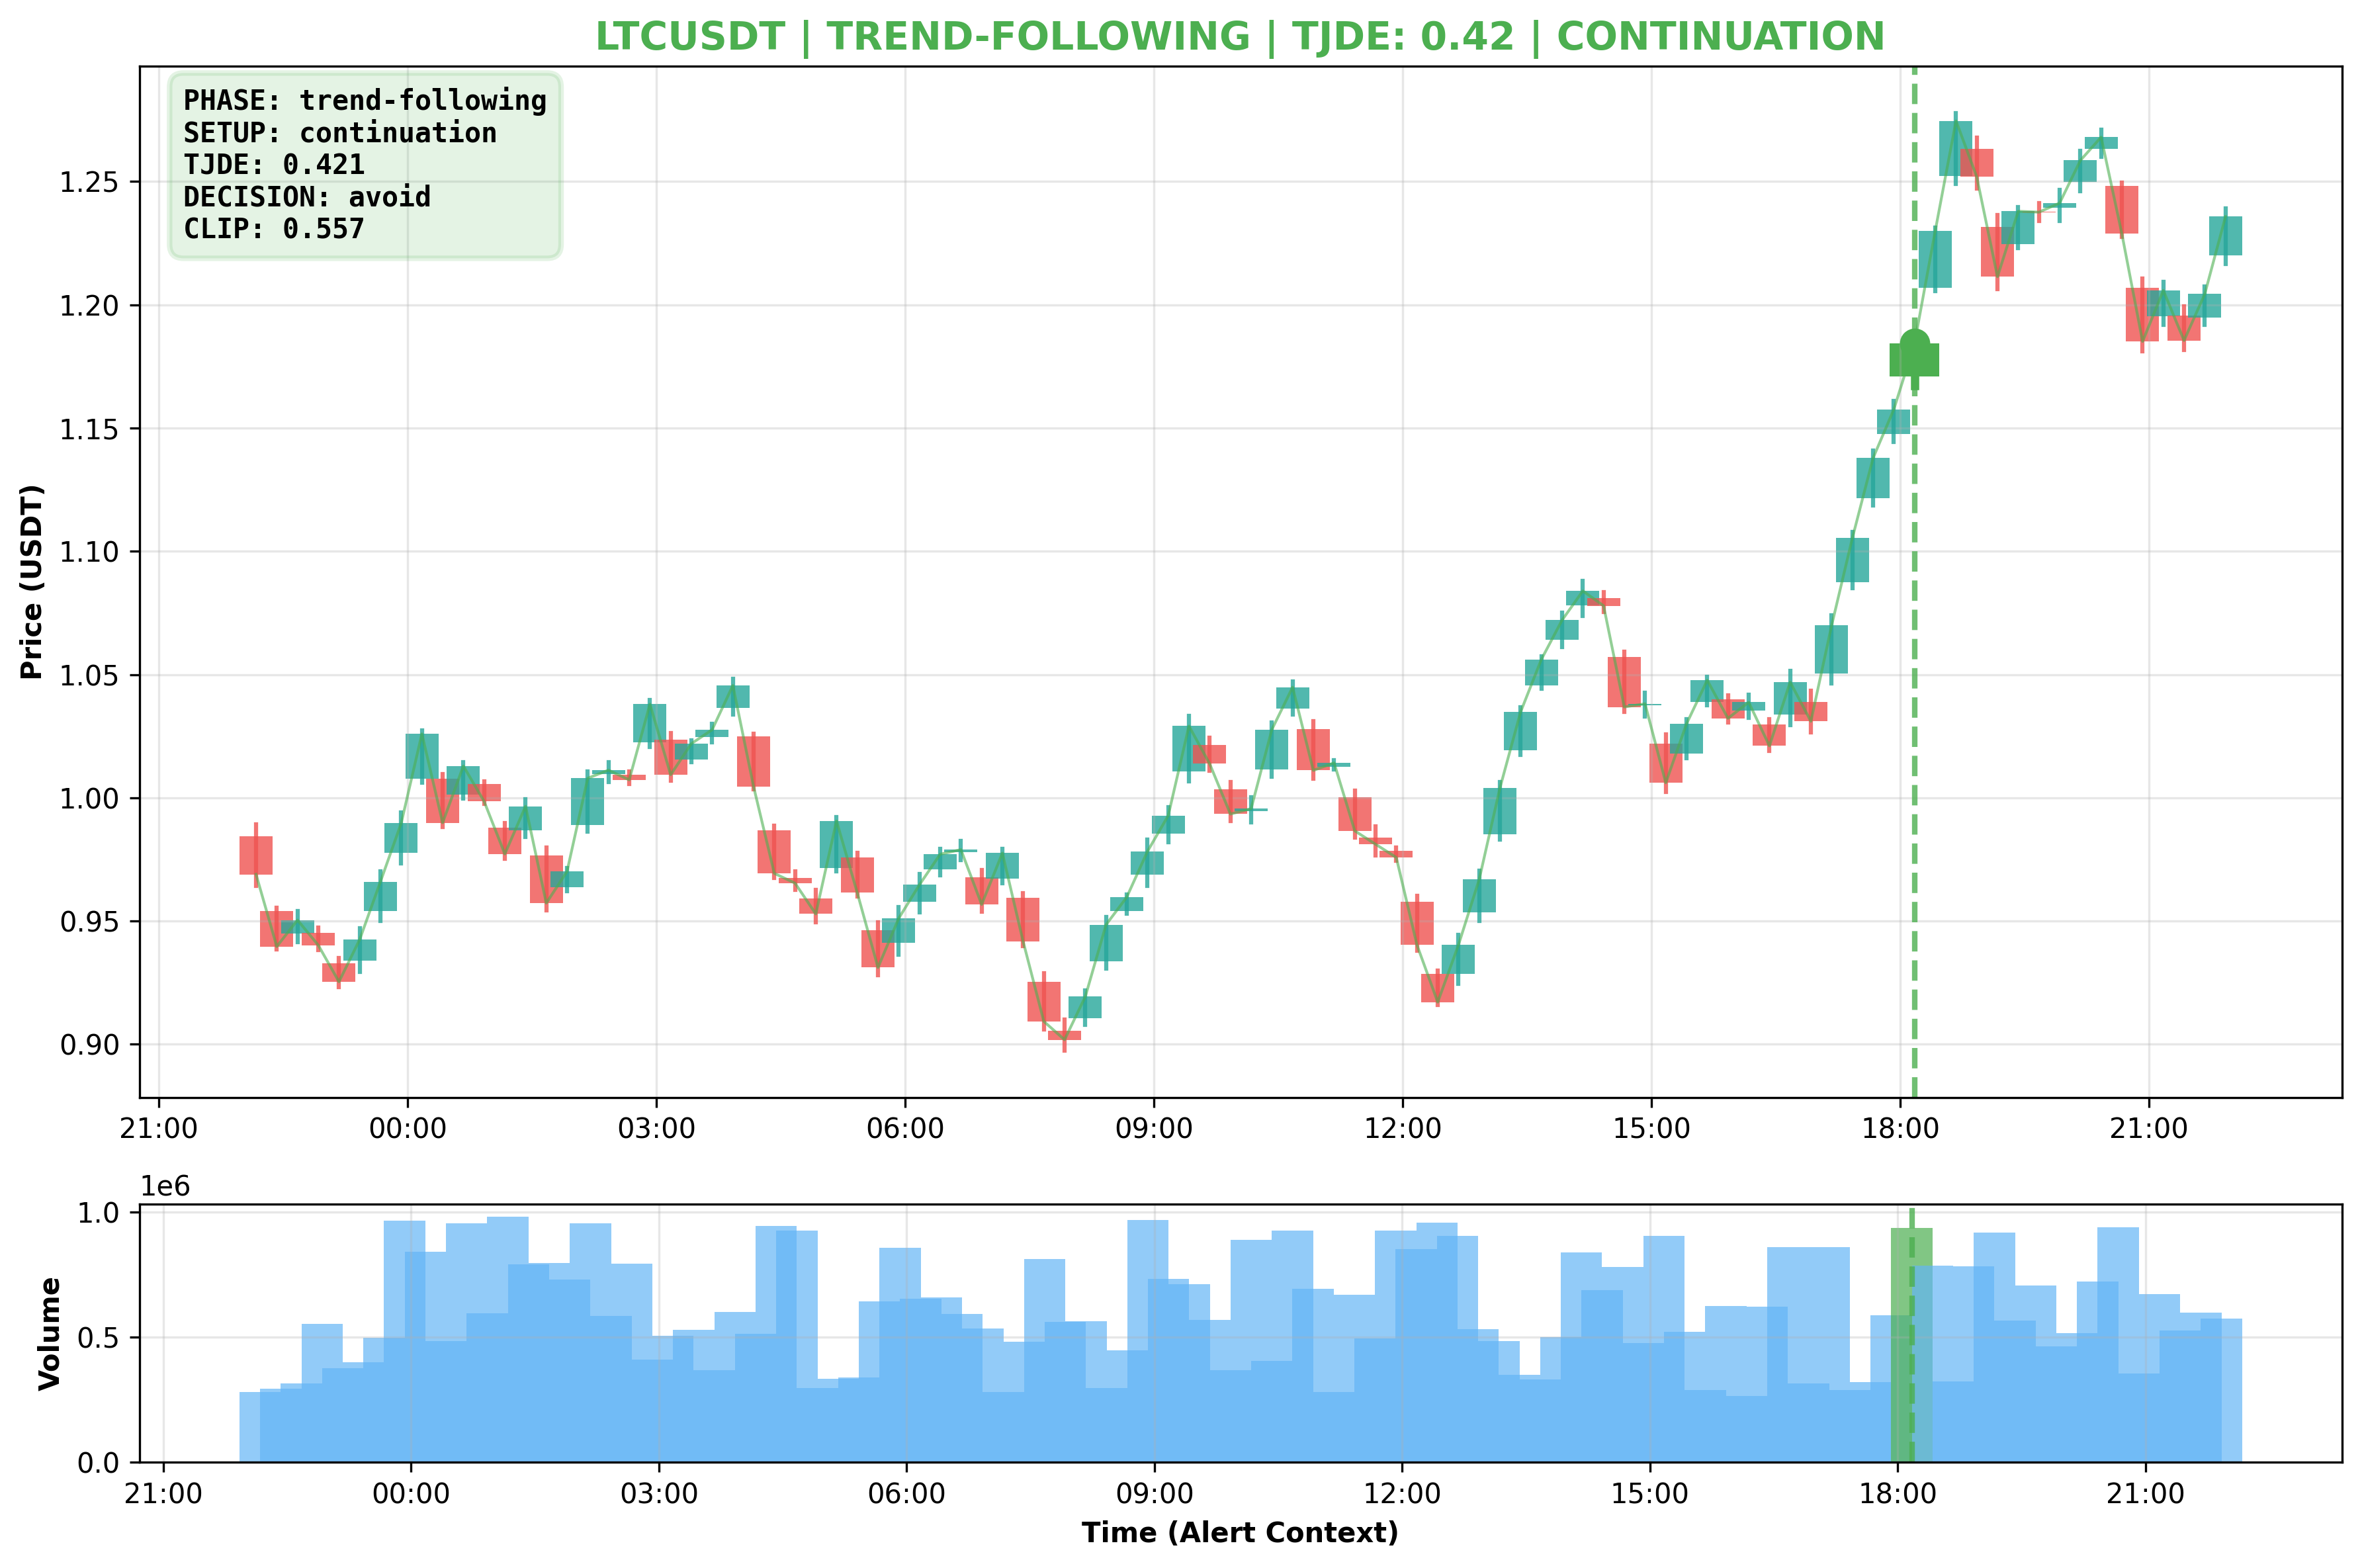 LTCUSDT | TREND-FOLLOWING | TJDE: 0.42 | CONTINUATION
PHASE: trend-following
SETUP: continuation
TJDE: 0.421
DECISION: avoid
CLIP: 0.557
Price (USDT)
1.25
1.20
1.15
1.10
1.05
1.00
0.95
0.90
21:00 00:00 03:00 06:00 09:00 12:00 15:00 18:00 21:00
1e6
Volume
1.0
0.5
0.0
21:00 00:00 03:00 06:00 09:00 12:00 15:00 18:00 21:00
Time (Alert Context)